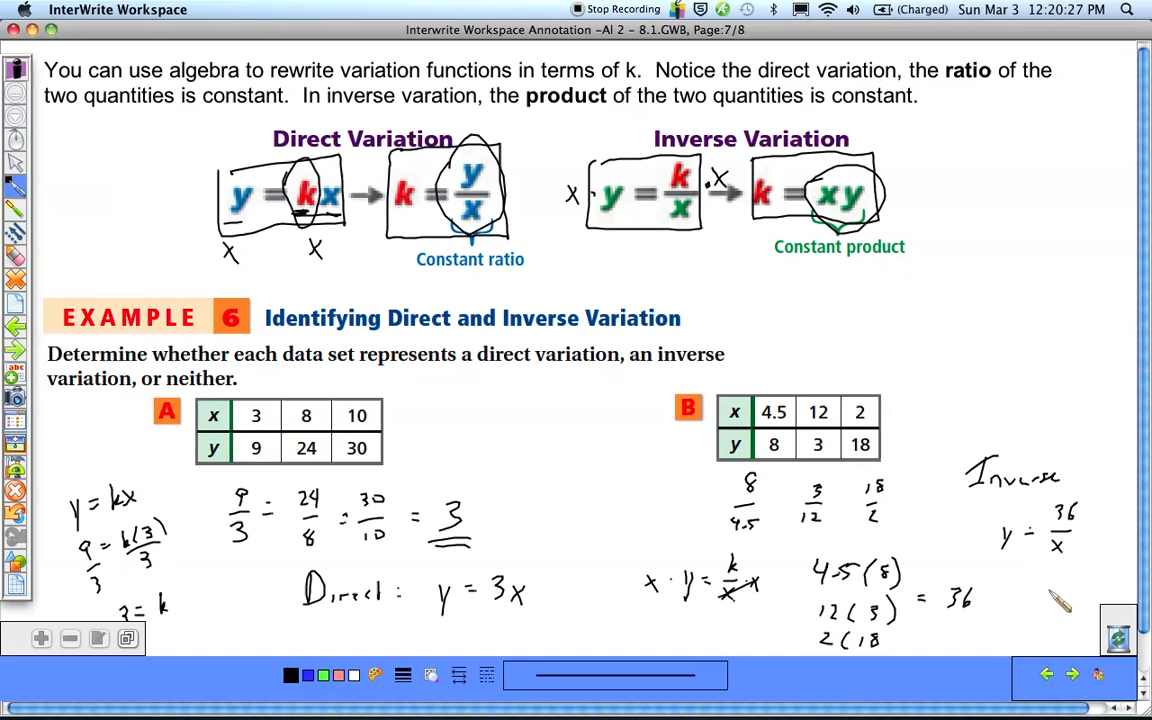 InterWrite Workspace
Stop Recording
(Charged) Sun Mar 3 12:20:27 PM
Interwrite Workspace Annotation -Al 2 - 8.1.GWB, Page:7/8
You can use algebra to rewrite variation functions in terms of k. Notice the direct variation, the ratio of the
two quantities is constant. In inverse varation, the product of the two quantities is constant.
Direct Variation
Inverse Variation
y = kx → k = y/x
x · y = k/x · x → k = xy
x x
Constant ratio
Constant product
EXAMPLE 6 Identifying Direct and Inverse Variation
Determine whether each data set represents a direct variation, an inverse
variation, or neither.
A
x 3 8 10
y 9 24 30
B
x 4.5 12 2
y 8 3 18
y = kx
9/3 = k(3)/3
3 = k
9/3 = 24/8 = 30/10 = 3
Direct: y = 3x
8/4.5 3/12 18/2
x · y = k/x · x
4.5(8)
12(3) = 36
2(18
Inverse
y = 36/x
abc